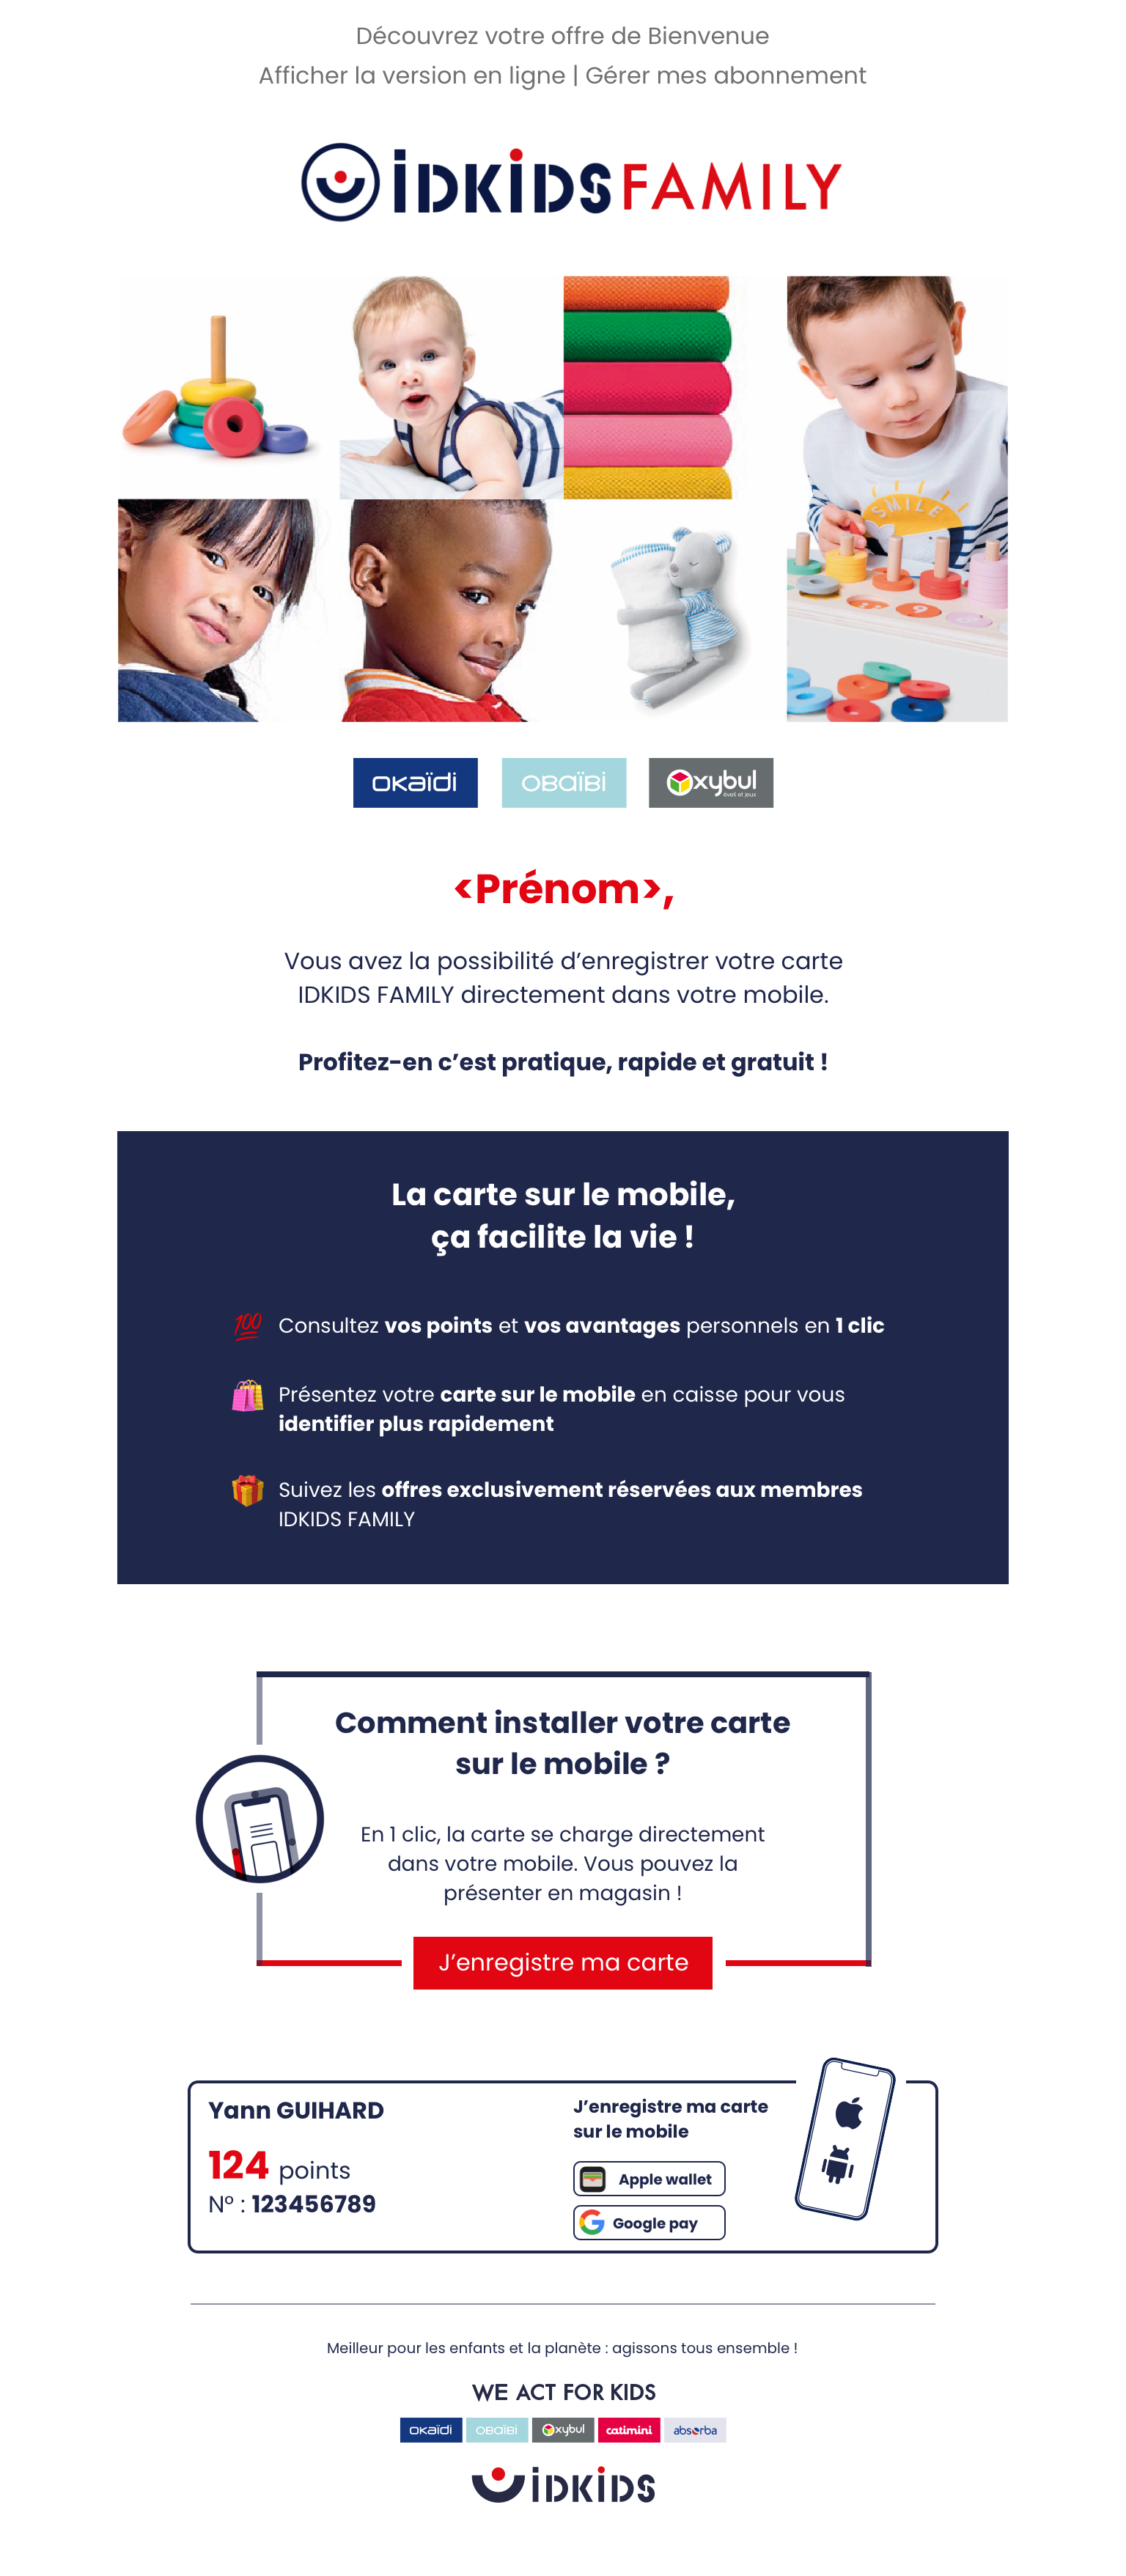 Découvrez votre offre de Bienvenue
Afficher la version en ligne | Gérer mes abonnement
iDKiDS FAMILY
SMILE
9
oKaïdi
oBaïBi
Oxybul
éveil et jeux
<Prénom>,
Vous avez la possibilité d’enregistrer votre carte
IDKIDS FAMILY directement dans votre mobile.
Profitez-en c’est pratique, rapide et gratuit !
La carte sur le mobile,
ça facilite la vie !
100
Consultez vos points et vos avantages personnels en 1 clic
Présentez votre carte sur le mobile en caisse pour vous
identifier plus rapidement
Suivez les offres exclusivement réservées aux membres
IDKIDS FAMILY
Comment installer votre carte
sur le mobile ?
En 1 clic, la carte se charge directement
dans votre mobile. Vous pouvez la
présenter en magasin !
J’enregistre ma carte
Yann GUIHARD
124 points
N° : 123456789
J’enregistre ma carte
sur le mobile
Apple wallet
Google pay
Meilleur pour les enfants et la planète : agissons tous ensemble !
WE ACT FOR KIDS
oKaïdi oBaïBi Oxybul catimini absorba
iDKiDS